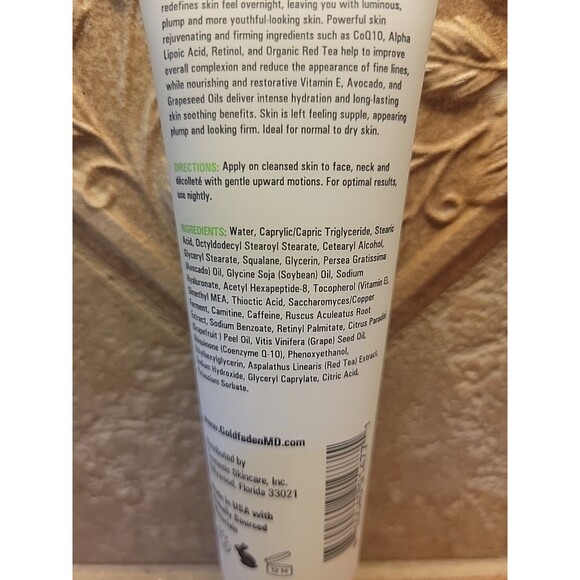 redefines skin feel overnight, leaving you with luminous,
plump and more youthful-looking skin. Powerful skin
rejuvenating and firming ingredients such as CoQ10, Alpha
Lipoic Acid, Retinol, and Organic Red Tea help to improve
overall complexion and reduce the appearance of fine lines,
while nourishing and restorative Vitamin E, Avocado, and
Grapeseed Oils deliver intense hydration and long-lasting
skin soothing benefits. Skin is left feeling supple, appearing
plump and looking firm. Ideal for normal to dry skin.
DIRECTIONS: Apply on cleansed skin to face, neck and
décolleté with gentle upward motions. For optimal results,
use nightly.
INGREDIENTS: Water, Caprylic/Capric Triglyceride, Stearic
Acid, Octyldodecyl Stearoyl Stearate, Cetearyl Alcohol,
Glyceryl Stearate, Squalane, Glycerin, Persea Gratissima
(Avocado) Oil, Glycine Soja (Soybean) Oil, Sodium
Hyaluronate, Acetyl Hexapeptide-8, Tocopherol (Vitamin E),
Dimethyl MEA, Thioctic Acid, Saccharomyces/Copper
Ferment, Carnitine, Caffeine, Ruscus Aculeatus Root
Extract, Sodium Benzoate, Retinyl Palmitate, Citrus Paradisi
(Grapefruit) Peel Oil, Vitis Vinifera (Grape) Seed Oil,
Ubiquinone (Coenzyme Q-10), Phenoxyethanol,
Ethylhexylglycerin, Aspalathus Linearis (Red Tea) Extract,
Sodium Hydroxide, Glyceryl Caprylate, Citric Acid,
Potassium Sorbate.
www.GoldfadenMD.com
Distributed by
Skincare, Inc.
Florida 33021
Made in USA with
Sourced
12 M